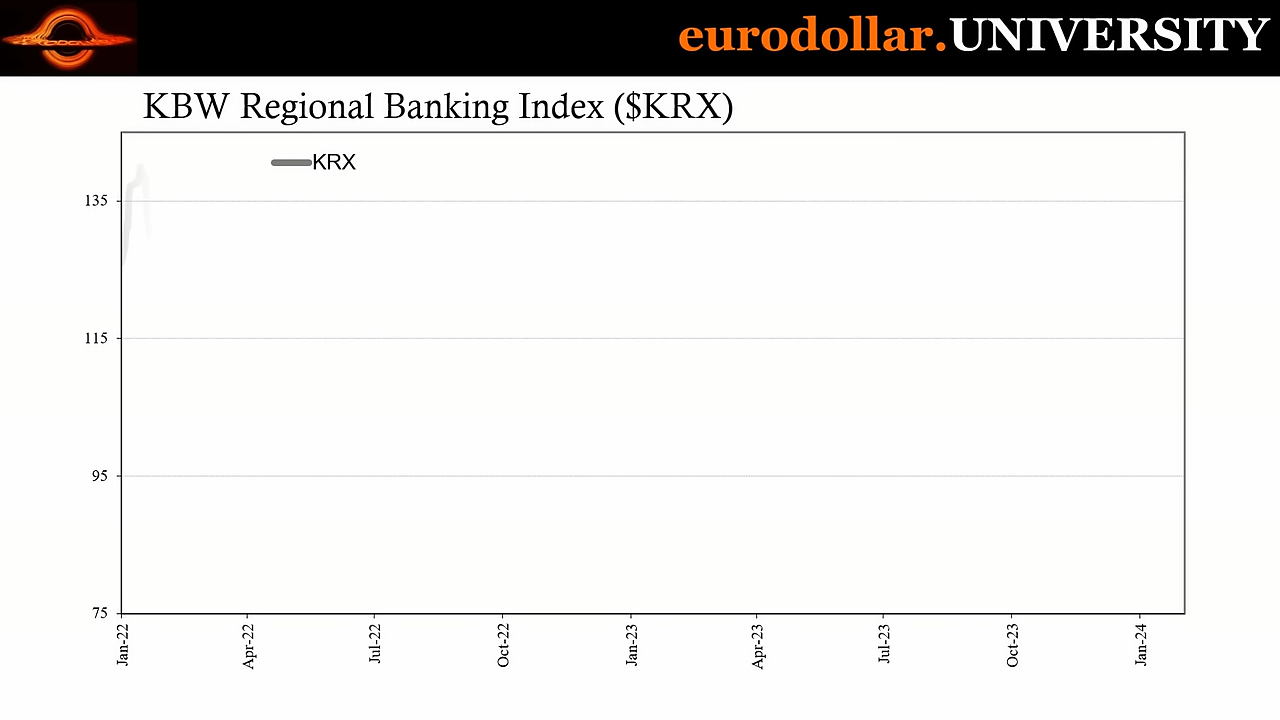 eurodollar.UNIVERSITY
KBW Regional Banking Index ($KRX)
KRX
135
115
95
75
Jan-22
Apr-22
Jul-22
Oct-22
Jan-23
Apr-23
Jul-23
Oct-23
Jan-24